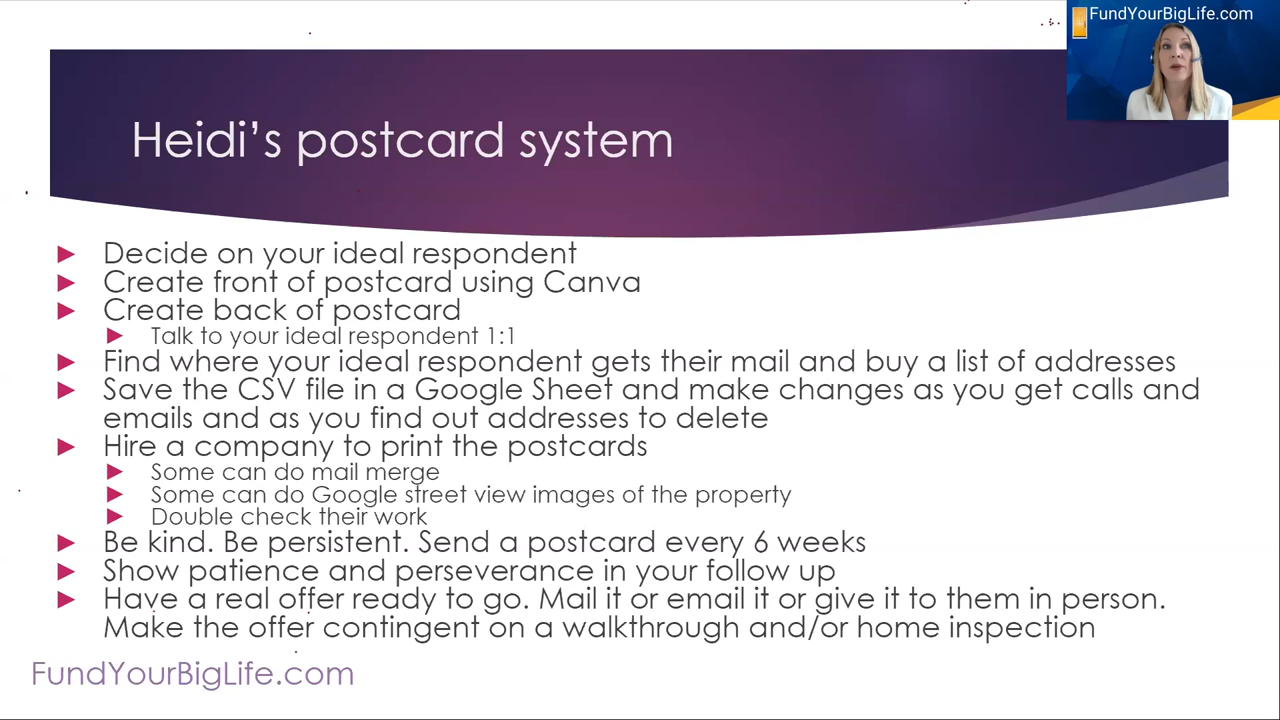 FundYourBigLife.com
Heidi’s postcard system
Decide on your ideal respondent
Create front of postcard using Canva
Create back of postcard
Talk to your ideal respondent 1:1
Find where your ideal respondent gets their mail and buy a list of addresses
Save the CSV file in a Google Sheet and make changes as you get calls and
emails and as you find out addresses to delete
Hire a company to print the postcards
Some can do mail merge
Some can do Google street view images of the property
Double check their work
Be kind. Be persistent. Send a postcard every 6 weeks
Show patience and perseverance in your follow up
Have a real offer ready to go. Mail it or email it or give it to them in person.
Make the offer contingent on a walkthrough and/or home inspection
FundYourBigLife.com